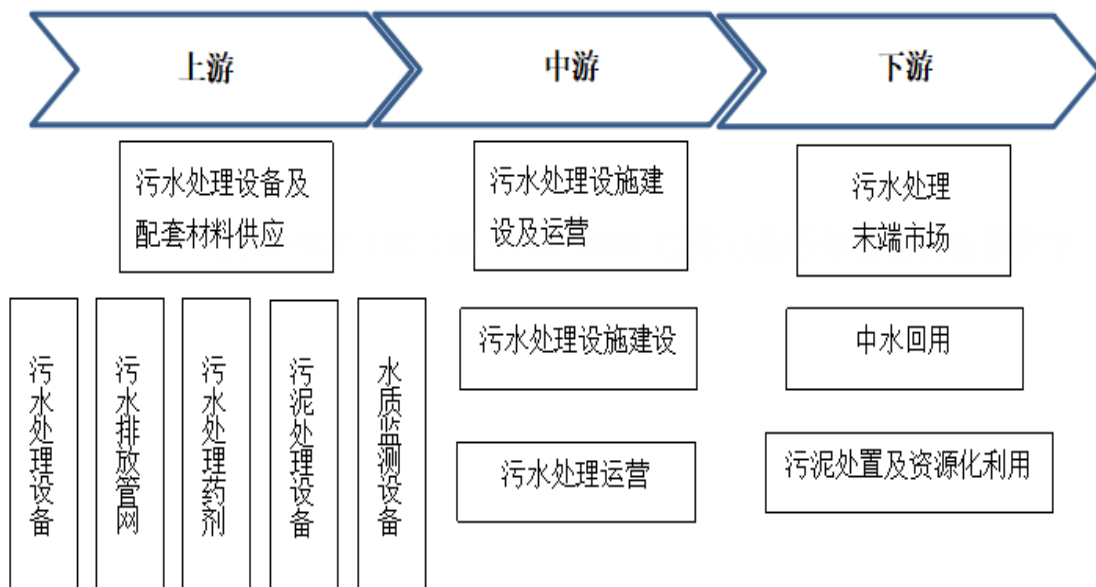 上游
中游
下游
污水处理设备及
配套材料供应
污水处理设施建
设及运营
污水处理
末端市场
污水处理设备
污水排放管网
污水处理药剂
污泥处理设备
水质监测设备
污水处理设施建设
中水回用
污水处理运营
污泥处置及资源化利用